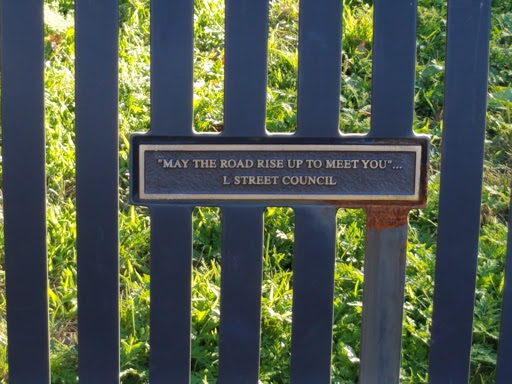 "MAY THE ROAD RISE UP TO MEET YOU"...
L STREET COUNCIL